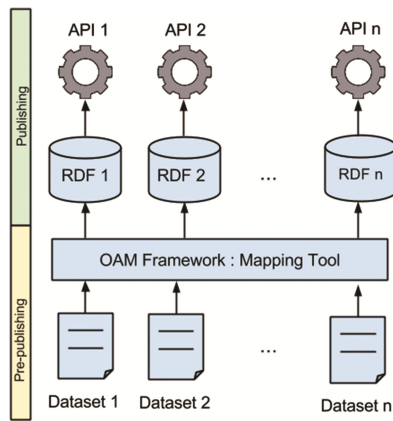 API 1
API 2
API n
Publishing
RDF 1
RDF 2
...
RDF n
OAM Framework : Mapping Tool
Pre-publishing
...
Dataset 1
Dataset 2
Dataset n